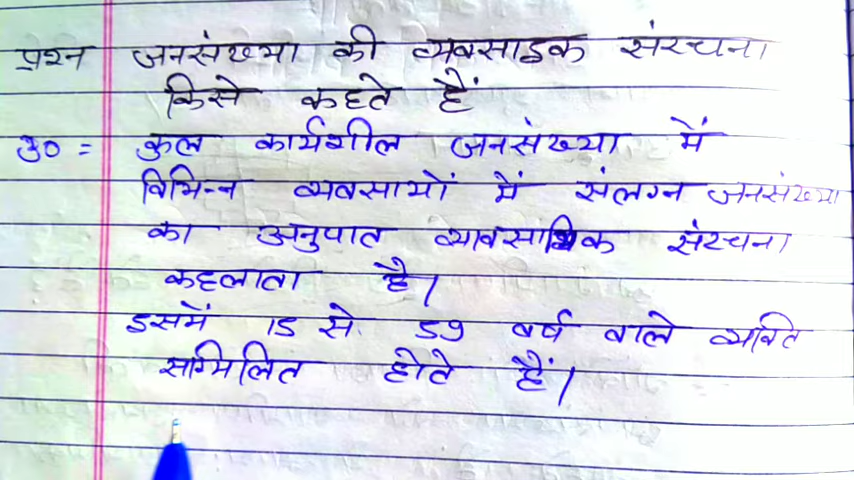 प्रश्न जनसंख्या की व्यवसाइक संरचना
किसे कहते हैं
उ० = कुल कार्यशील जनसंख्या में
विभिन्न व्यवसायों में संलग्न जनसंख्या
का अनुपात व्यावसायिक संरचना
कहलाता है।
इसमें 15 से 59 वर्ष वाले व्यक्ति
सम्मिलित होते हैं।